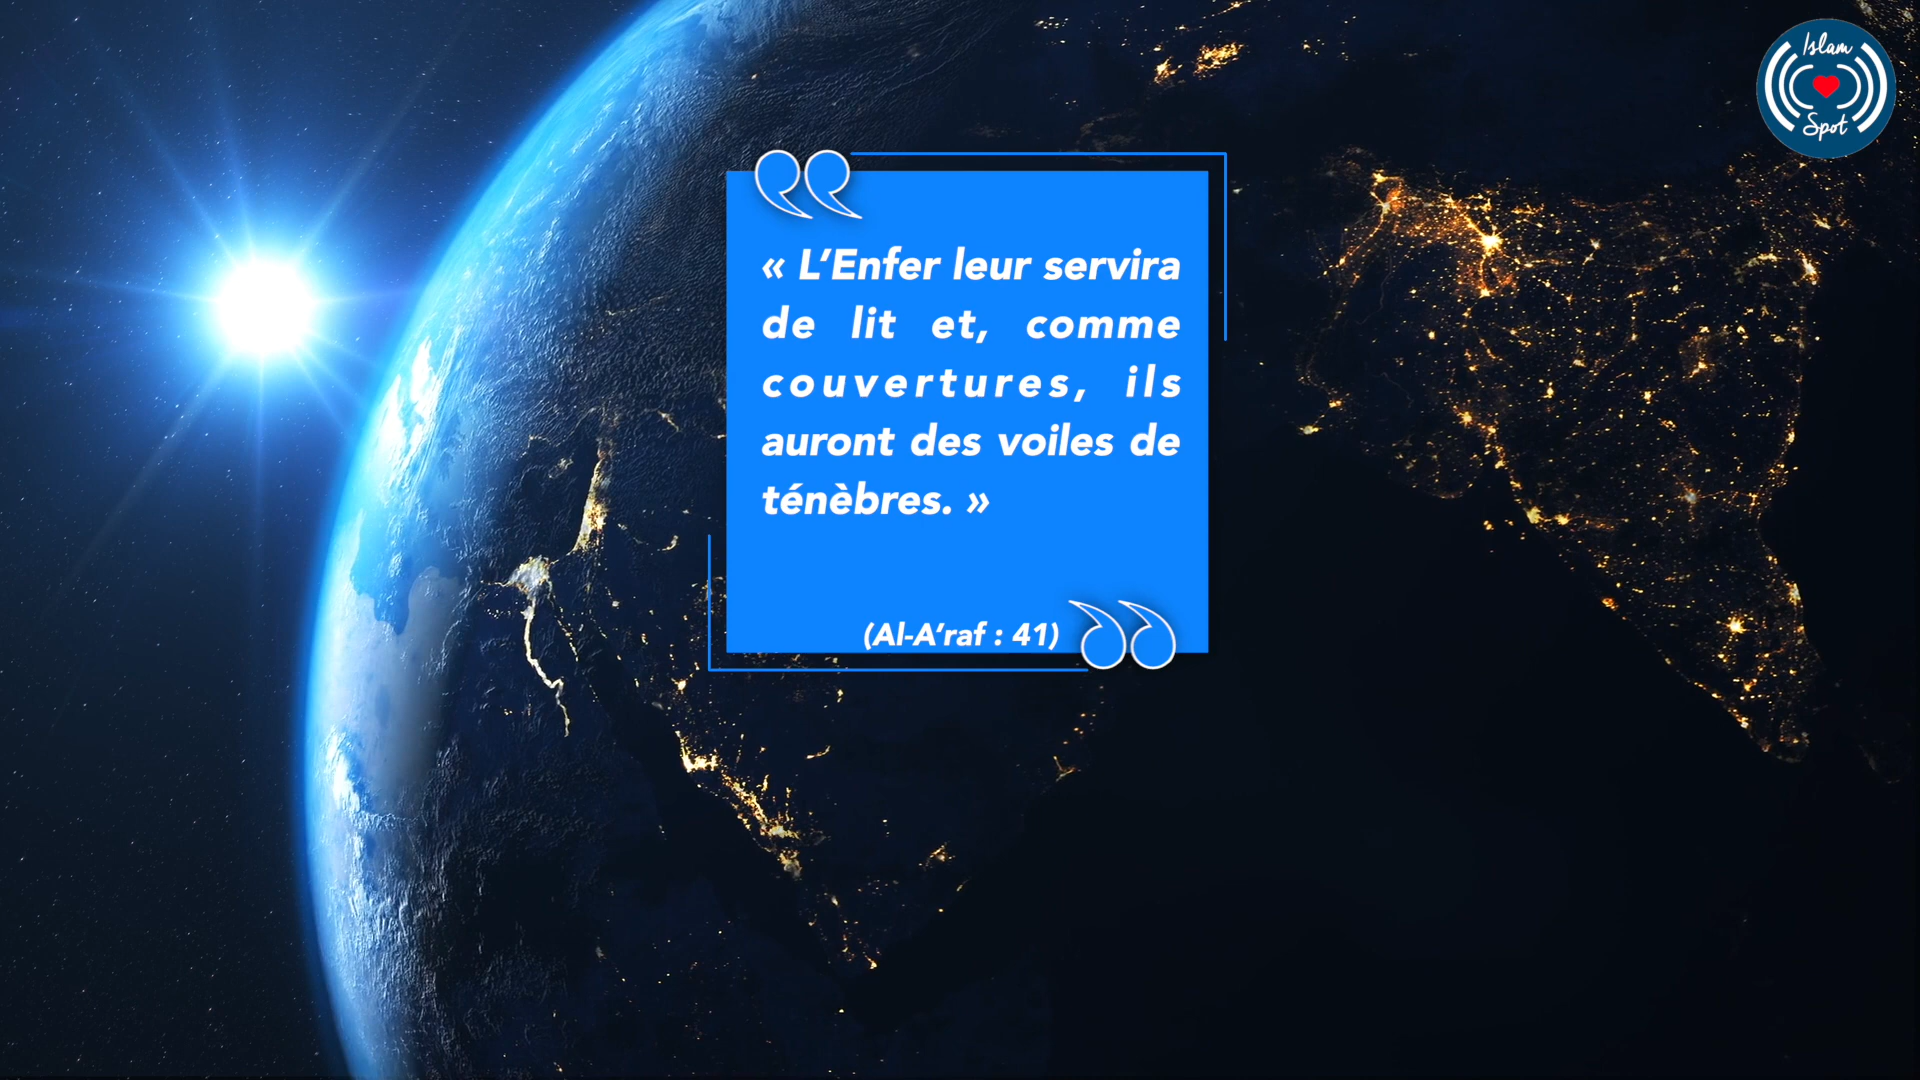 Islam
Spot
« L’Enfer leur servira
de lit et, comme
couvertures, ils
auront des voiles de
ténèbres. »
(Al-A’raf : 41)